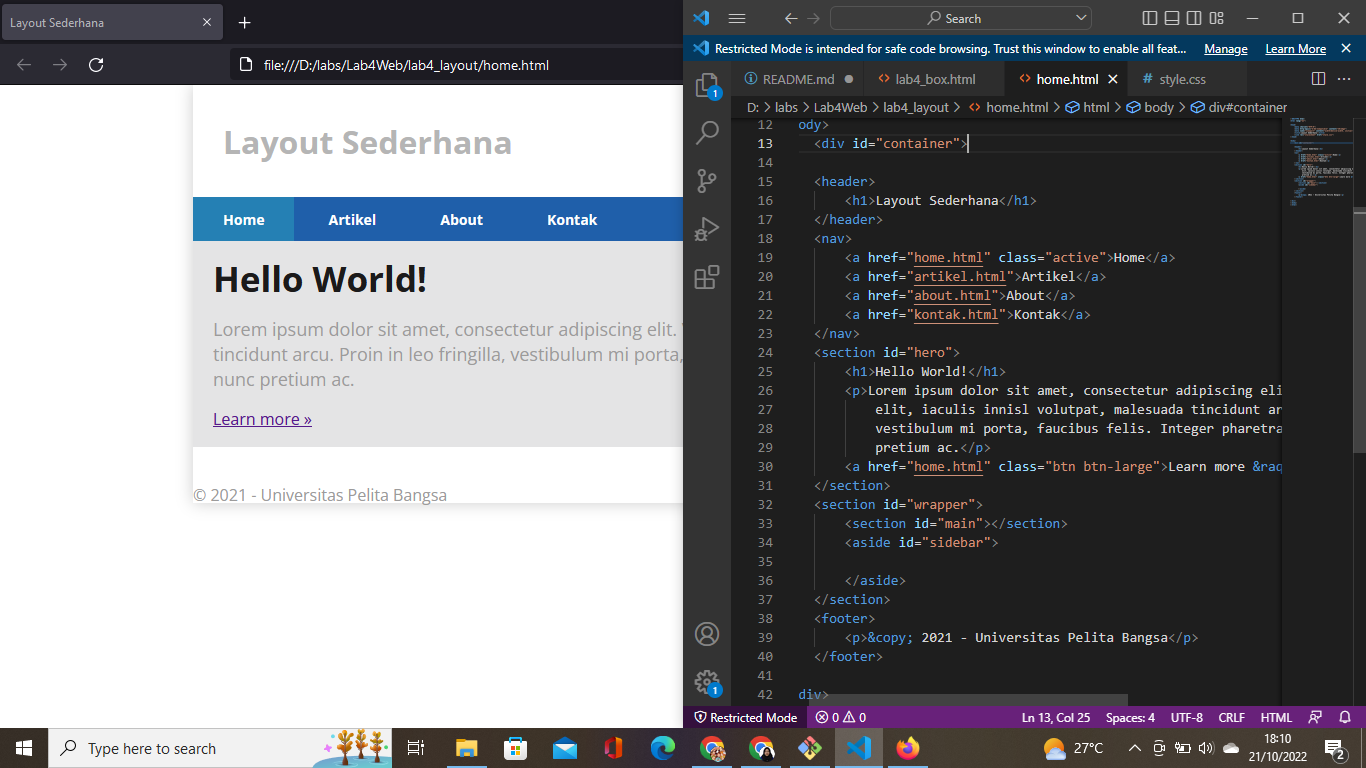 Layout Sederhana
file:///D:/labs/Lab4Web/lab4_layout/home.html
Layout Sederhana
Home Artikel About Kontak
Hello World!
Lorem ipsum dolor sit amet, consectetur adipiscing elit.
tincidunt arcu. Proin in leo fringilla, vestibulum mi porta,
nunc pretium ac.
Learn more »
© 2021 - Universitas Pelita Bangsa
Search
Restricted Mode is intended for safe code browsing. Trust this window to enable all feat... Manage Learn More
1
README.md lab4_box.html home.html # style.css
D: > labs > Lab4Web > lab4_layout > home.html > html > body > div#container
12 ody>
13 <div id="container">
14
15 <header>
16 <h1>Layout Sederhana</h1>
17 </header>
18 <nav>
19 <a href="home.html" class="active">Home</a>
20 <a href="artikel.html">Artikel</a>
21 <a href="about.html">About</a>
22 <a href="kontak.html">Kontak</a>
23 </nav>
24 <section id="hero">
25 <h1>Hello World!</h1>
26 <p>Lorem ipsum dolor sit amet, consectetur adipiscing eli
27 elit, iaculis innisl volutpat, malesuada tincidunt ar
28 vestibulum mi porta, faucibus felis. Integer pharetra
29 pretium ac.</p>
30 <a href="home.html" class="btn btn-large">Learn more &raq
31 </section>
32 <section id="wrapper">
33 <section id="main"></section>
34 <aside id="sidebar">
35
36 </aside>
37 </section>
38 <footer>
39 <p>&copy; 2021 - Universitas Pelita Bangsa</p>
40 </footer>
41
42 div>
1
Restricted Mode 0 0 Ln 13, Col 25 Spaces: 4 UTF-8 CRLF HTML
Type here to search
27°C
18:10
21/10/2022
2